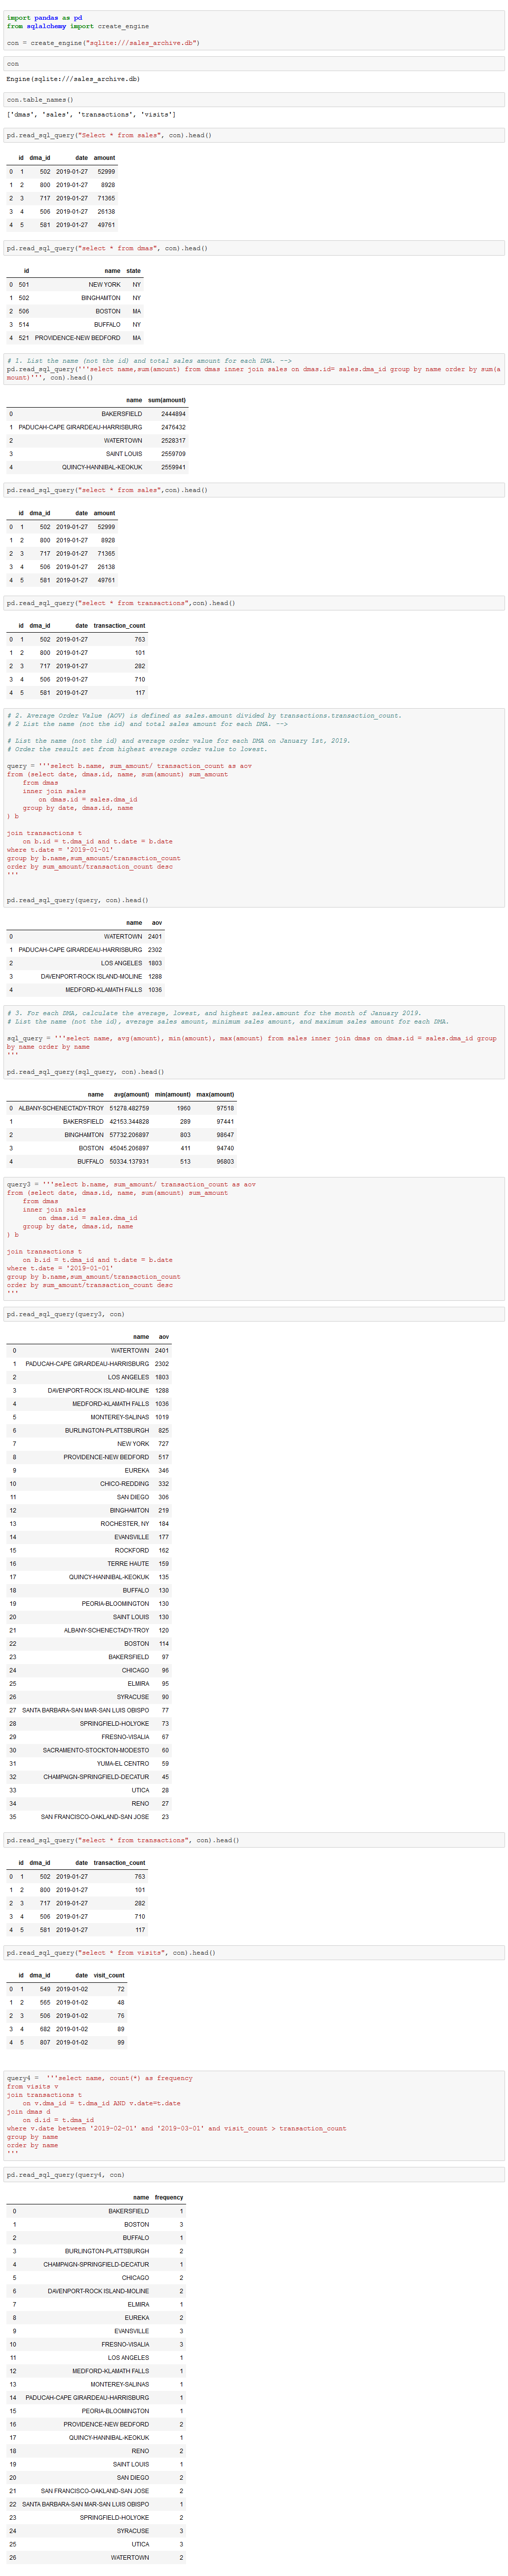 import pandas as pd
from sqlalchemy import create_engine
con = create_engine("sqlite:///sales_archive.db")
con
Engine(sqlite:///sales_archive.db)
con.table_names()
['dmas', 'sales', 'transactions', 'visits']
pd.read_sql_query("Select * from sales", con).head()
id dma_id date amount
0 1 502 2019-01-27 52999
1 2 800 2019-01-27 8928
2 3 717 2019-01-27 71365
3 4 506 2019-01-27 26138
4 5 581 2019-01-27 49761
pd.read_sql_query("select * from dmas", con).head()
id name state
0 501 NEW YORK NY
1 502 BINGHAMTON NY
2 506 BOSTON MA
3 514 BUFFALO NY
4 521 PROVIDENCE-NEW BEDFORD MA
# 1. List the name (not the id) and total sales amount for each DMA. -->
pd.read_sql_query('''select name,sum(amount) from dmas inner join sales on dmas.id= sales.dma_id group by name order by sum(a
mount)''', con).head()
name sum(amount)
0 BAKERSFIELD 2444894
1 PADUCAH-CAPE GIRARDEAU-HARRISBURG 2476432
2 WATERTOWN 2528317
3 SAINT LOUIS 2559709
4 QUINCY-HANNIBAL-KEOKUK 2559941
pd.read_sql_query("select * from sales",con).head()
id dma_id date amount
0 1 502 2019-01-27 52999
1 2 800 2019-01-27 8928
2 3 717 2019-01-27 71365
3 4 506 2019-01-27 26138
4 5 581 2019-01-27 49761
pd.read_sql_query("select * from transactions",con).head()
id dma_id date transaction_count
0 1 502 2019-01-27 763
1 2 800 2019-01-27 101
2 3 717 2019-01-27 282
3 4 506 2019-01-27 710
4 5 581 2019-01-27 117
# 2. Average Order Value (AOV) is defined as sales.amount divided by transactions.transaction_count.
# 2 List the name (not the id) and total sales amount for each DMA. -->
# List the name (not the id) and average order value for each DMA on January 1st, 2019.
# Order the result set from highest average order value to lowest.
query = '''select b.name, sum_amount/ transaction_count as aov
from (select date, dmas.id, name, sum(amount) sum_amount
from dmas
inner join sales
on dmas.id = sales.dma_id
group by date, dmas.id, name
) b
join transactions t
on b.id = t.dma_id and t.date = b.date
where t.date = '2019-01-01'
group by b.name,sum_amount/transaction_count
order by sum_amount/transaction_count desc
'''
pd.read_sql_query(query, con).head()
name aov
0 WATERTOWN 2401
1 PADUCAH-CAPE GIRARDEAU-HARRISBURG 2302
2 LOS ANGELES 1803
3 DAVENPORT-ROCK ISLAND-MOLINE 1288
4 MEDFORD-KLAMATH FALLS 1036
# 3. For each DMA, calculate the average, lowest, and highest sales.amount for the month of January 2019.
# List the name (not the id), average sales amount, minimum sales amount, and maximum sales amount for each DMA.
sql_query = '''select name, avg(amount), min(amount), max(amount) from sales inner join dmas on dmas.id = sales.dma_id group
by name order by name
'''
pd.read_sql_query(sql_query, con).head()
name avg(amount) min(amount) max(amount)
0 ALBANY-SCHENECTADY-TROY 51278.482759 1960 97518
1 BAKERSFIELD 42153.344828 289 97441
2 BINGHAMTON 57732.206897 803 98647
3 BOSTON 45045.206897 411 94740
4 BUFFALO 50334.137931 513 96803
query3 = '''select b.name, sum_amount/ transaction_count as aov
from (select date, dmas.id, name, sum(amount) sum_amount
from dmas
inner join sales
on dmas.id = sales.dma_id
group by date, dmas.id, name
) b
join transactions t
on b.id = t.dma_id and t.date = b.date
where t.date = '2019-01-01'
group by b.name,sum_amount/transaction_count
order by sum_amount/transaction_count desc
'''
pd.read_sql_query(query3, con)
name aov
0 WATERTOWN 2401
1 PADUCAH-CAPE GIRARDEAU-HARRISBURG 2302
2 LOS ANGELES 1803
3 DAVENPORT-ROCK ISLAND-MOLINE 1288
4 MEDFORD-KLAMATH FALLS 1036
5 MONTEREY-SALINAS 1019
6 BURLINGTON-PLATTSBURGH 825
7 NEW YORK 727
8 PROVIDENCE-NEW BEDFORD 517
9 EUREKA 346
10 CHICO-REDDING 332
11 SAN DIEGO 306
12 BINGHAMTON 219
13 ROCHESTER, NY 184
14 EVANSVILLE 177
15 ROCKFORD 162
16 TERRE HAUTE 159
17 QUINCY-HANNIBAL-KEOKUK 135
18 BUFFALO 130
19 PEORIA-BLOOMINGTON 130
20 SAINT LOUIS 130
21 ALBANY-SCHENECTADY-TROY 120
22 BOSTON 114
23 BAKERSFIELD 97
24 CHICAGO 96
25 ELMIRA 95
26 SYRACUSE 90
27 SANTA BARBARA-SAN MAR-SAN LUIS OBISPO 77
28 SPRINGFIELD-HOLYOKE 73
29 FRESNO-VISALIA 67
30 SACRAMENTO-STOCKTON-MODESTO 60
31 YUMA-EL CENTRO 59
32 CHAMPAIGN-SPRINGFIELD-DECATUR 45
33 UTICA 28
34 RENO 27
35 SAN FRANCISCO-OAKLAND-SAN JOSE 23
pd.read_sql_query("select * from transactions", con).head()
id dma_id date transaction_count
0 1 502 2019-01-27 763
1 2 800 2019-01-27 101
2 3 717 2019-01-27 282
3 4 506 2019-01-27 710
4 5 581 2019-01-27 117
pd.read_sql_query("select * from visits", con).head()
id dma_id date visit_count
0 1 549 2019-01-02 72
1 2 565 2019-01-02 48
2 3 506 2019-01-02 76
3 4 682 2019-01-02 89
4 5 807 2019-01-02 99
query4 = '''select name, count(*) as frequency
from visits v
join transactions t
on v.dma_id = t.dma_id AND v.date=t.date
join dmas d
on d.id = t.dma_id
where v.date between '2019-02-01' and '2019-03-01' and visit_count > transaction_count
group by name
order by name
'''
pd.read_sql_query(query4, con)
name frequency
0 BAKERSFIELD 1
1 BOSTON 3
2 BUFFALO 1
3 BURLINGTON-PLATTSBURGH 2
4 CHAMPAIGN-SPRINGFIELD-DECATUR 1
5 CHICAGO 2
6 DAVENPORT-ROCK ISLAND-MOLINE 2
7 ELMIRA 1
8 EUREKA 2
9 EVANSVILLE 3
10 FRESNO-VISALIA 3
11 LOS ANGELES 1
12 MEDFORD-KLAMATH FALLS 1
13 MONTEREY-SALINAS 1
14 PADUCAH-CAPE GIRARDEAU-HARRISBURG 1
15 PEORIA-BLOOMINGTON 1
16 PROVIDENCE-NEW BEDFORD 2
17 QUINCY-HANNIBAL-KEOKUK 1
18 RENO 2
19 SAINT LOUIS 1
20 SAN DIEGO 2
21 SAN FRANCISCO-OAKLAND-SAN JOSE 2
22 SANTA BARBARA-SAN MAR-SAN LUIS OBISPO 1
23 SPRINGFIELD-HOLYOKE 2
24 SYRACUSE 3
25 UTICA 3
26 WATERTOWN 2